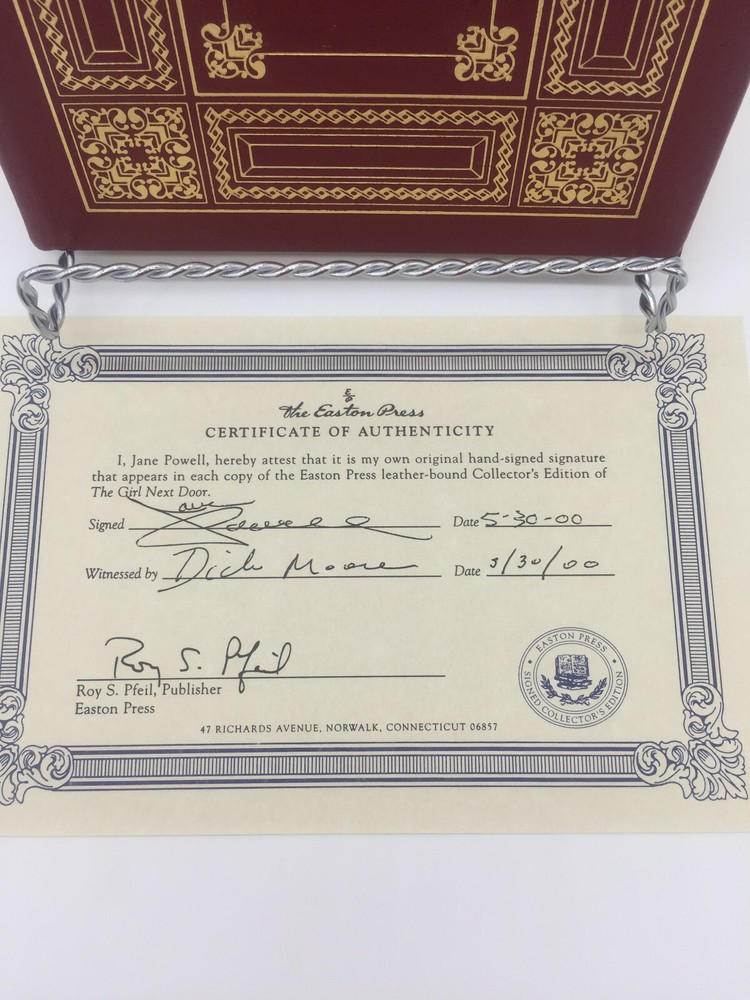 The Easton Press
CERTIFICATE OF AUTHENTICITY
I, Jane Powell, hereby attest that it is my own original hand-signed signature
that appears in each copy of the Easton Press leather-bound Collector's Edition of
The Girl Next Door.
Signed Date 5-30-00
Witnessed by Dick Moore Date 5/30/00
Roy S. Pfeil
Roy S. Pfeil, Publisher
Easton Press
EASTON PRESS
SIGNED COLLECTOR'S EDITION
47 RICHARDS AVENUE, NORWALK, CONNECTICUT 06857